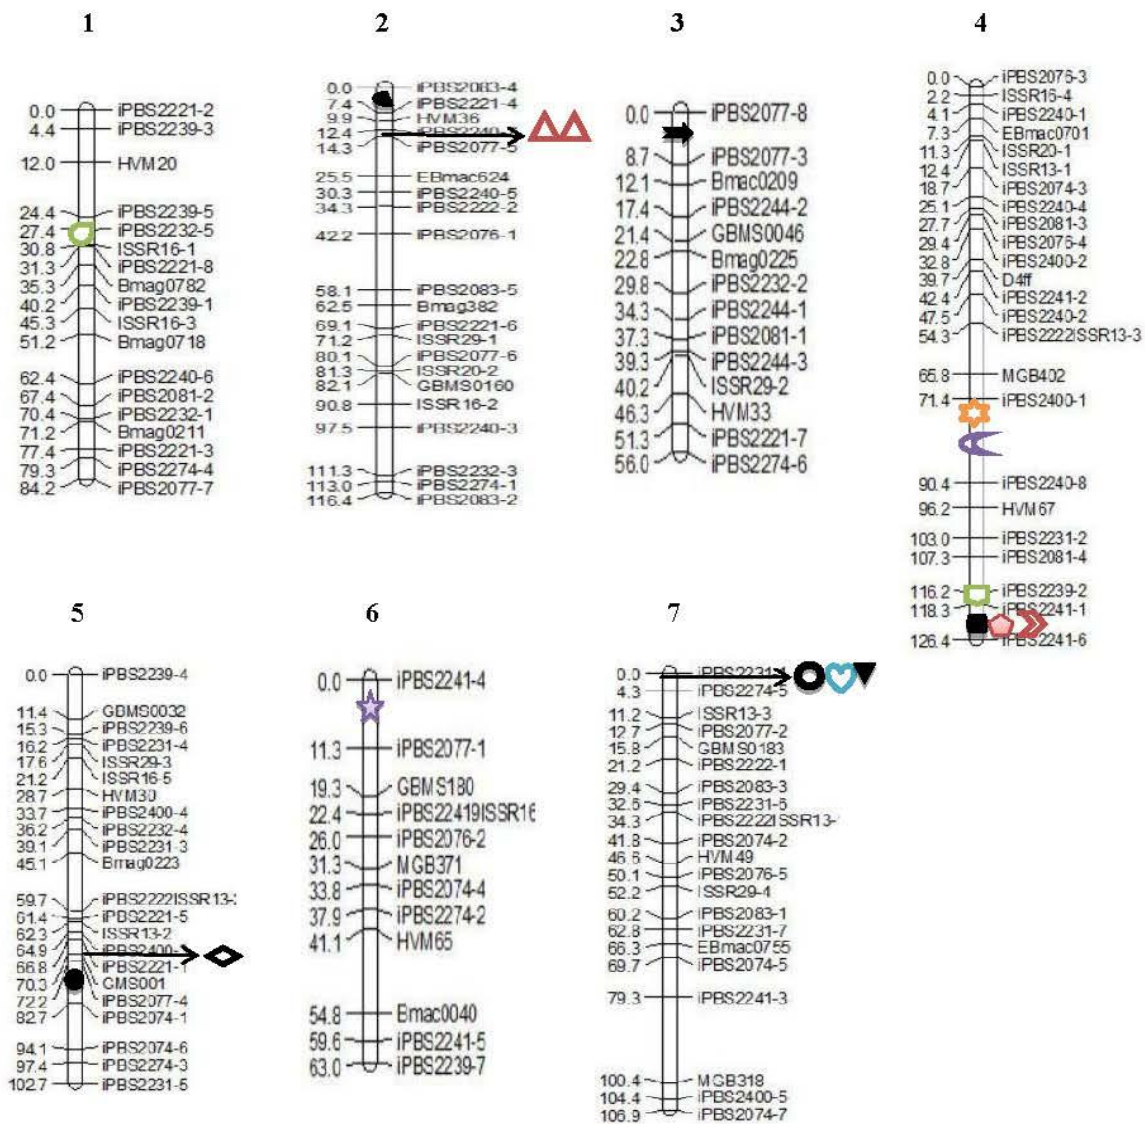 1
0.0 iPBS2221-2
4.4 iPBS2239-3
12.0 HVM20
24.4 iPBS2239-5
27.4 iPBS2232-5
30.8 ISSR16-1
31.3 iPBS2221-8
35.3 Bmag0782
40.2 iPBS2239-1
45.3 ISSR16-3
51.2 Bmag0718
62.4 iPBS2240-6
67.4 iPBS2081-2
70.4 iPBS2232-1
71.2 Bmag0211
77.4 iPBS2221-3
79.3 iPBS2274-4
84.2 iPBS2077-7
2
0.0 iPBS2083-4
7.4 iPBS2221-4
9.9 HVM36
12.4 iPBS2240
14.3 iPBS2077-5
25.5 EBmac624
30.3 iPBS2240-5
34.3 iPBS2222-2
42.2 iPBS2076-1
58.1 iPBS2083-5
62.5 Bmag382
69.1 iPBS2221-6
71.2 ISSR29-1
80.1 iPBS2077-6
81.3 ISSR20-2
82.1 GBMS0160
90.8 ISSR16-2
97.5 iPBS2240-3
111.3 iPBS2232-3
113.0 iPBS2274-1
116.4 iPBS2083-2
3
0.0 iPBS2077-8
8.7 iPBS2077-3
12.1 Bmac0209
17.4 iPBS2244-2
21.4 GBMS0046
22.8 Bmag0225
29.8 iPBS2232-2
34.3 iPBS2244-1
37.3 iPBS2081-1
39.3 iPBS2244-3
40.2 ISSR29-2
46.3 HVM33
51.3 iPBS2221-7
56.0 iPBS2274-6
4
0.0 iPBS2076-3
2.2 ISSR16-4
4.1 iPBS2240-1
7.3 EBmac0701
11.3 ISSR20-1
12.4 ISSR13-1
18.7 iPBS2074-3
25.1 iPBS2240-4
27.7 iPBS2081-3
29.4 iPBS2076-4
32.8 iPBS2400-2
39.7 D4ff
42.4 iPBS2241-2
47.5 iPBS2240-2
54.3 iPBS2222ISSR13-3
65.8 MGB402
71.4 iPBS2400-1
90.4 iPBS2240-8
96.2 HVM67
103.0 iPBS2231-2
107.3 iPBS2081-4
116.2 iPBS2239-2
118.3 iPBS2241-1
126.4 iPBS2241-6
5
0.0 iPBS2239-4
11.4 GBMS0032
15.3 iPBS2239-6
16.2 iPBS2231-4
17.6 ISSR29-3
21.2 ISSR16-5
28.7 HVM30
33.7 iPBS2400-4
36.2 iPBS2232-4
39.1 iPBS2231-3
45.1 Bmag0223
59.7 iPBS2222ISSR13-
61.4 iPBS2221-5
62.3 ISSR13-2
64.9 iPBS2400-
66.8 iPBS2221-1
70.3 GMS001
72.2 iPBS2077-4
82.7 iPBS2074-1
94.1 iPBS2074-6
97.4 iPBS2274-3
102.7 iPBS2231-5
6
0.0 iPBS2241-4
11.3 iPBS2077-1
19.3 GBMS180
22.4 iPBS22419ISSR16
26.0 iPBS2076-2
31.3 MGB371
33.8 iPBS2074-4
37.9 iPBS2274-2
41.1 HVM65
54.8 Bmac0040
59.6 iPBS2241-5
63.0 iPBS2239-7
7
0.0 iPBS2231-
4.3 iPBS2274-5
11.2 ISSR13-3
12.7 iPBS2077-2
15.8 GBMS0183
21.2 iPBS2222-1
29.4 iPBS2083-3
32.6 iPBS2231-6
34.3 iPBS2222ISSR13-
41.8 iPBS2074-2
46.6 HVM49
50.1 iPBS2076-5
52.2 ISSR29-4
60.2 iPBS2083-1
62.8 iPBS2231-7
66.3 EBmac0755
69.7 iPBS2074-5
79.3 iPBS2241-3
100.4 MGB318
104.4 iPBS2400-5
106.9 iPBS2074-7